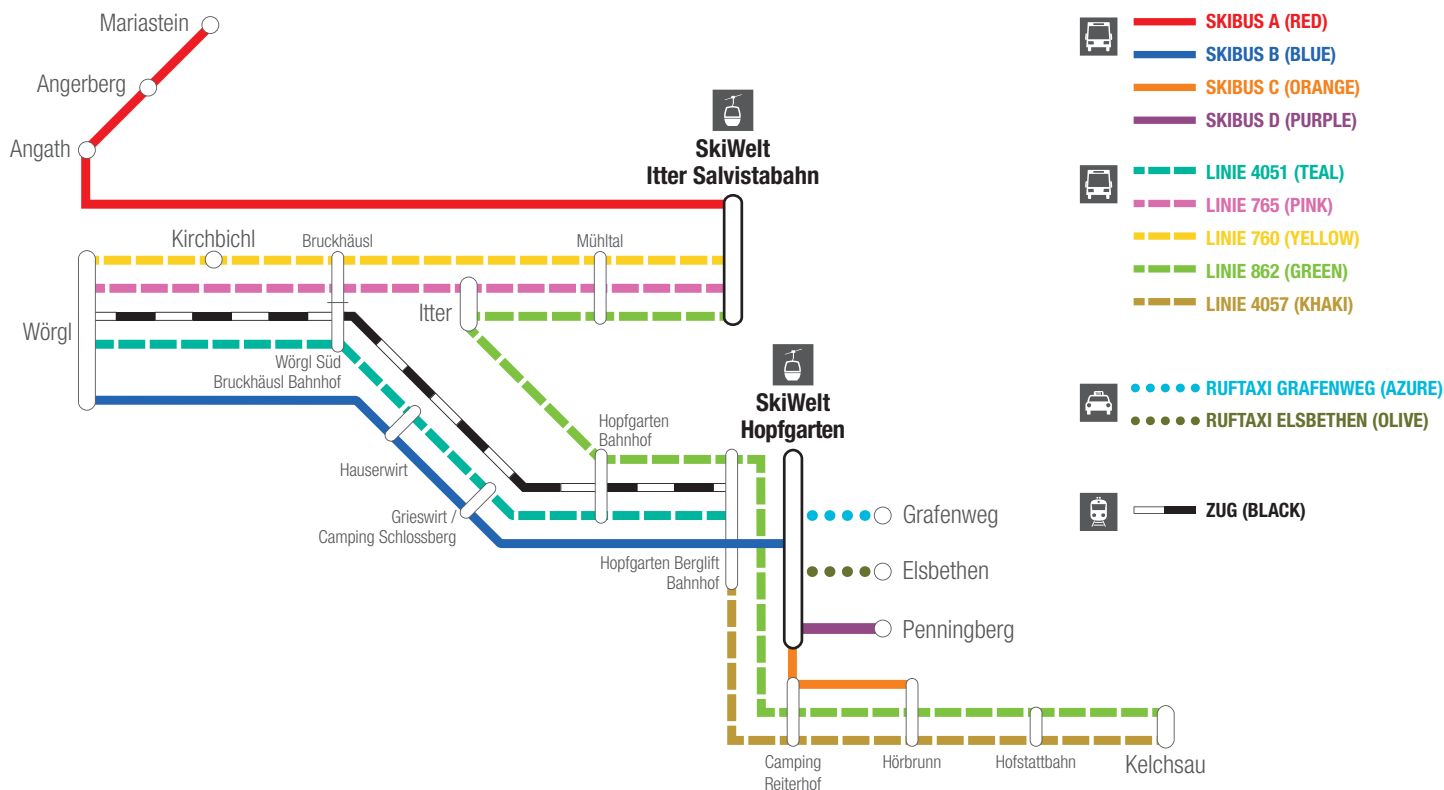 Mariastein
Angerberg
Angath
SkiWelt
Itter Salvistabahn
Kirchbichl
Bruckhäusl
Mühltal
Itter
Wörgl
Wörgl Süd
Bruckhäusl Bahnhof
SkiWelt
Hopfgarten
Hopfgarten
Bahnhof
Hauserwirt
Grieswirt /
Camping Schlossberg
Hopfgarten Berglift
Bahnhof
Grafenweg
Elsbethen
Penningberg
Camping
Reiterhof
Hörbrunn
Hofstattbahn
Kelchsau
SKIBUS A (RED)
SKIBUS B (BLUE)
SKIBUS C (ORANGE)
SKIBUS D (PURPLE)
LINIE 4051 (TEAL)
LINIE 765 (PINK)
LINIE 760 (YELLOW)
LINIE 862 (GREEN)
LINIE 4057 (KHAKI)
RUFTAXI GRAFENWEG (AZURE)
RUFTAXI ELSBETHEN (OLIVE)
ZUG (BLACK)